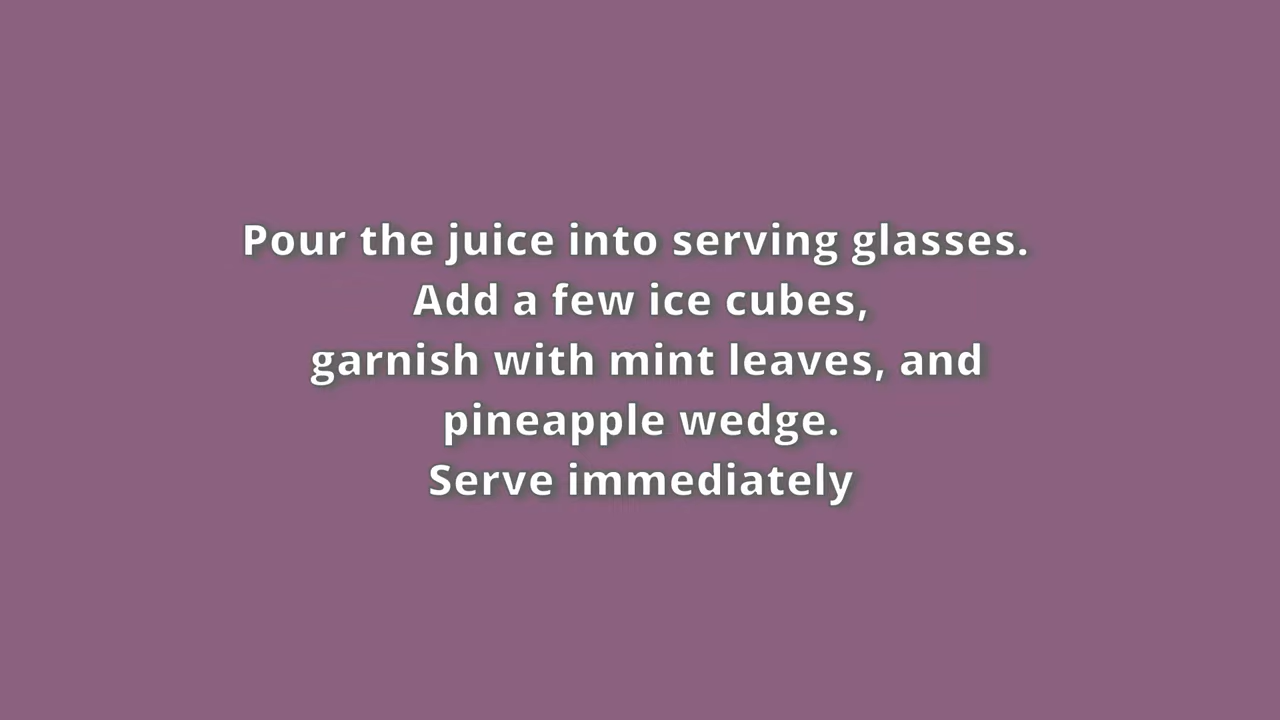 Pour the juice into serving glasses.
Add a few ice cubes,
garnish with mint leaves, and
pineapple wedge.
Serve immediately